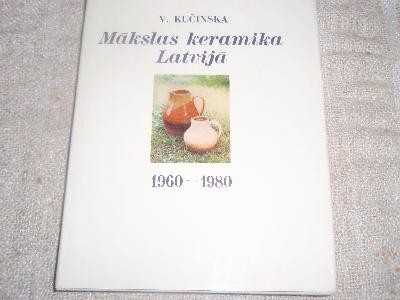 V. KUČINSKA
Mākslas keramika
Latvijā
1960—1980